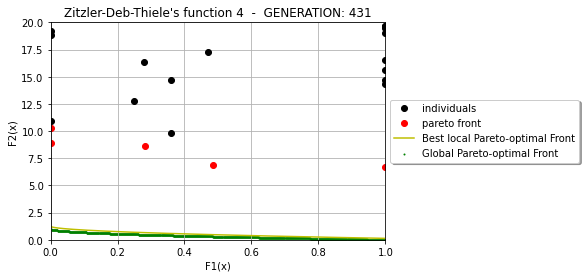 Zitzler-Deb-Thiele's function 4 - GENERATION: 431
20.0
17.5
15.0
12.5
10.0
7.5
5.0
2.5
0.0
F2(x)
0.0 0.2 0.4 0.6 0.8 1.0
F1(x)
individuals
pareto front
Best local Pareto-optimal Front
Global Pareto-optimal Front